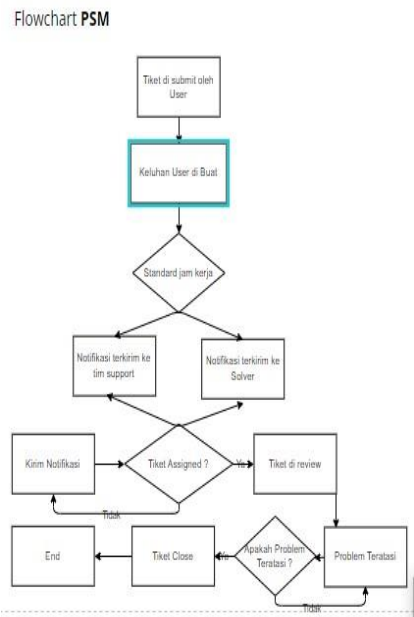 Flowchart PSM
Tiket di submit oleh
User
Keluhan User di Buat
Standard jam kerja
Notifikasi terkirim ke
tim support
Notifikasi terkirim ke
Solver
Kirim Notifikasi
Tiket Assigned ?
Ya
Tiket di review
Tidak
End
Tiket Close
Ya
Apakah Problem
Teratasi ?
Problem Teratasi
Tidak